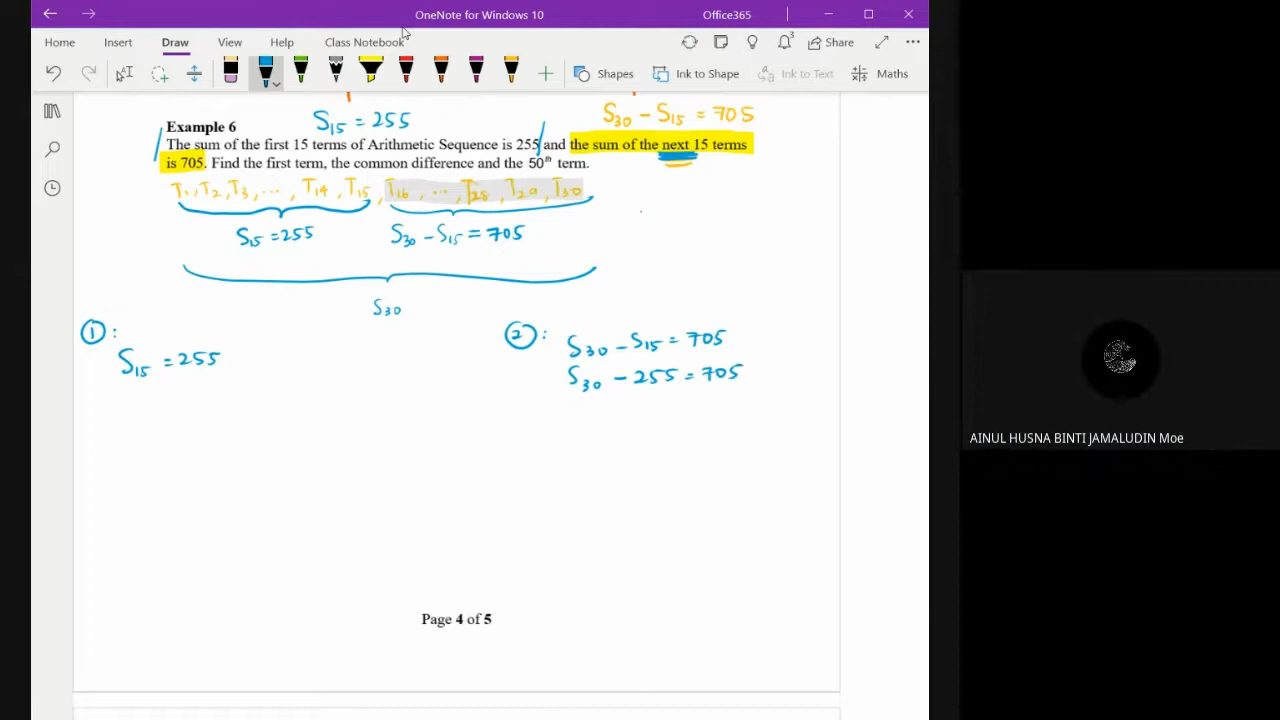 OneNote for Windows 10
Office365
Home Insert Draw View Help Class Notebook
3
Share
Shapes
Ink to Shape
Ink to Text
Maths
S15 = 255
S30 − S15 = 705
Example 6
The sum of the first 15 terms of Arithmetic Sequence is 255 and the sum of the next 15 terms
is 705. Find the first term, the common difference and the 50th term.
T1, T2, T3, ..., T14, T15, T16, ..., T28, T29, T30
S15 = 255
S30 − S15 = 705
S30
1 :
S15 = 255
2 :
S30 − S15 = 705
S30 − 255 = 705
Page 4 of 5
AINUL HUSNA BINTI JAMALUDIN Moe